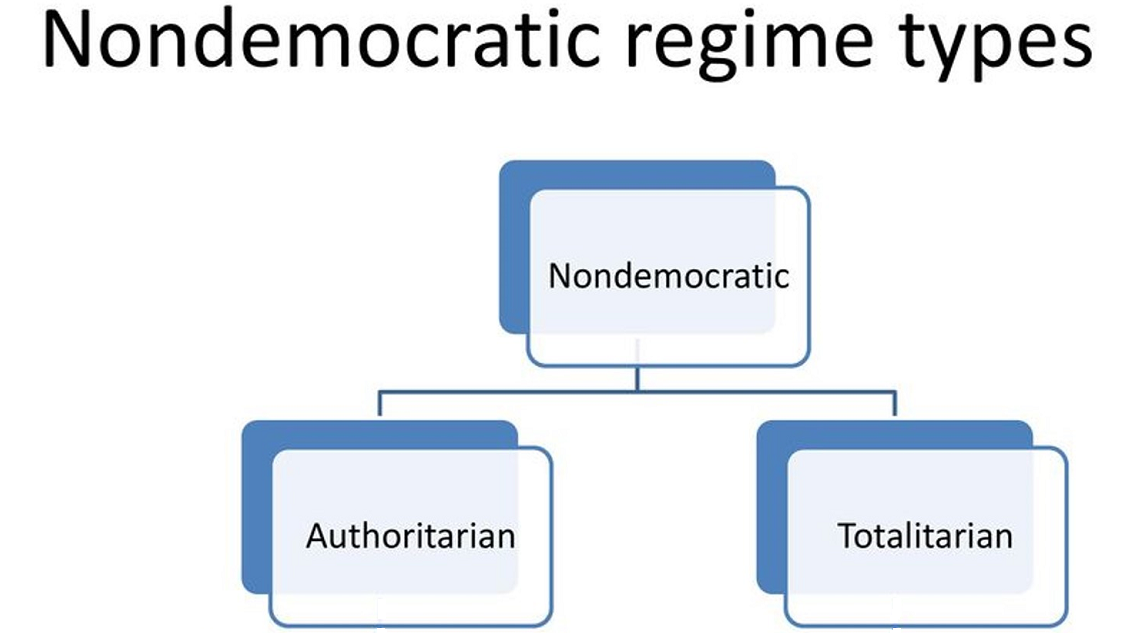 Nondemocratic regime types
Nondemocratic
Authoritarian
Totalitarian